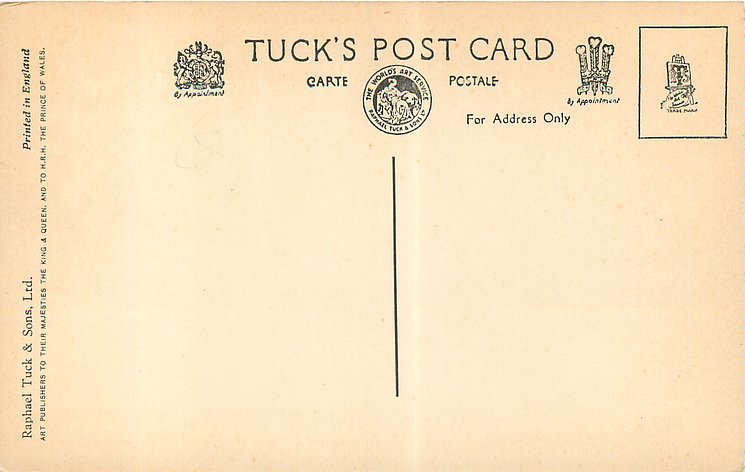 TUCK'S POST CARD
CARTE POSTALE
THE WORLD'S ART SERVICE
RAPHAEL TUCK & SONS LD
By Appointment
By Appointment
For Address Only
TRADE MARK
Raphael Tuck & Sons, Ltd. Printed in England
ART PUBLISHERS TO THEIR MAJESTIES THE KING & QUEEN, AND TO H.R.H. THE PRINCE OF WALES.